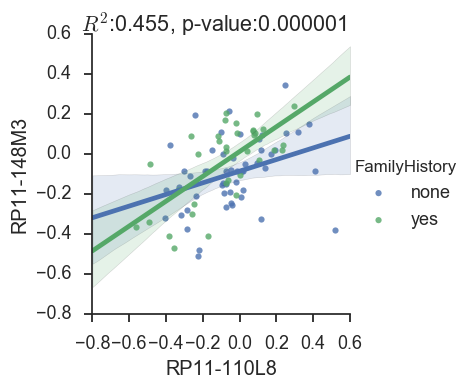 R²:0.455, p-value:0.000001
0.6
0.4
0.2
0.0
−0.2
−0.4
−0.6
−0.8
RP11-148M3
−0.8 −0.6 −0.4 −0.2 0.0 0.2 0.4 0.6
RP11-110L8
FamilyHistory
none
yes